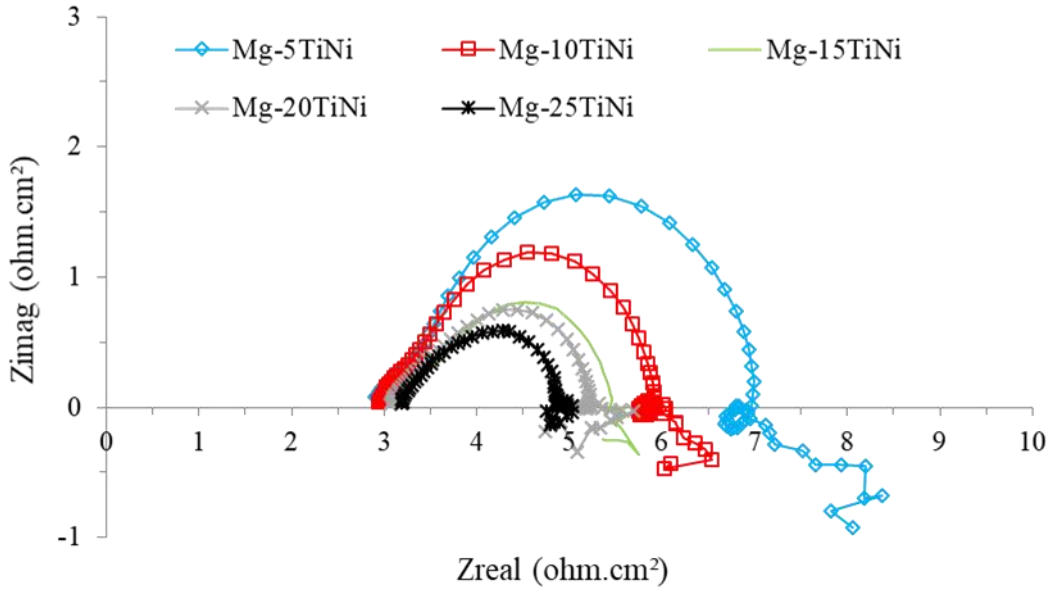 3
Mg-5TiNi Mg-10TiNi Mg-15TiNi
Mg-20TiNi Mg-25TiNi
2
Zimag (ohm.cm²)
1
0
0 1 2 3 4 5 6 7 8 9 10
-1
Zreal (ohm.cm²)